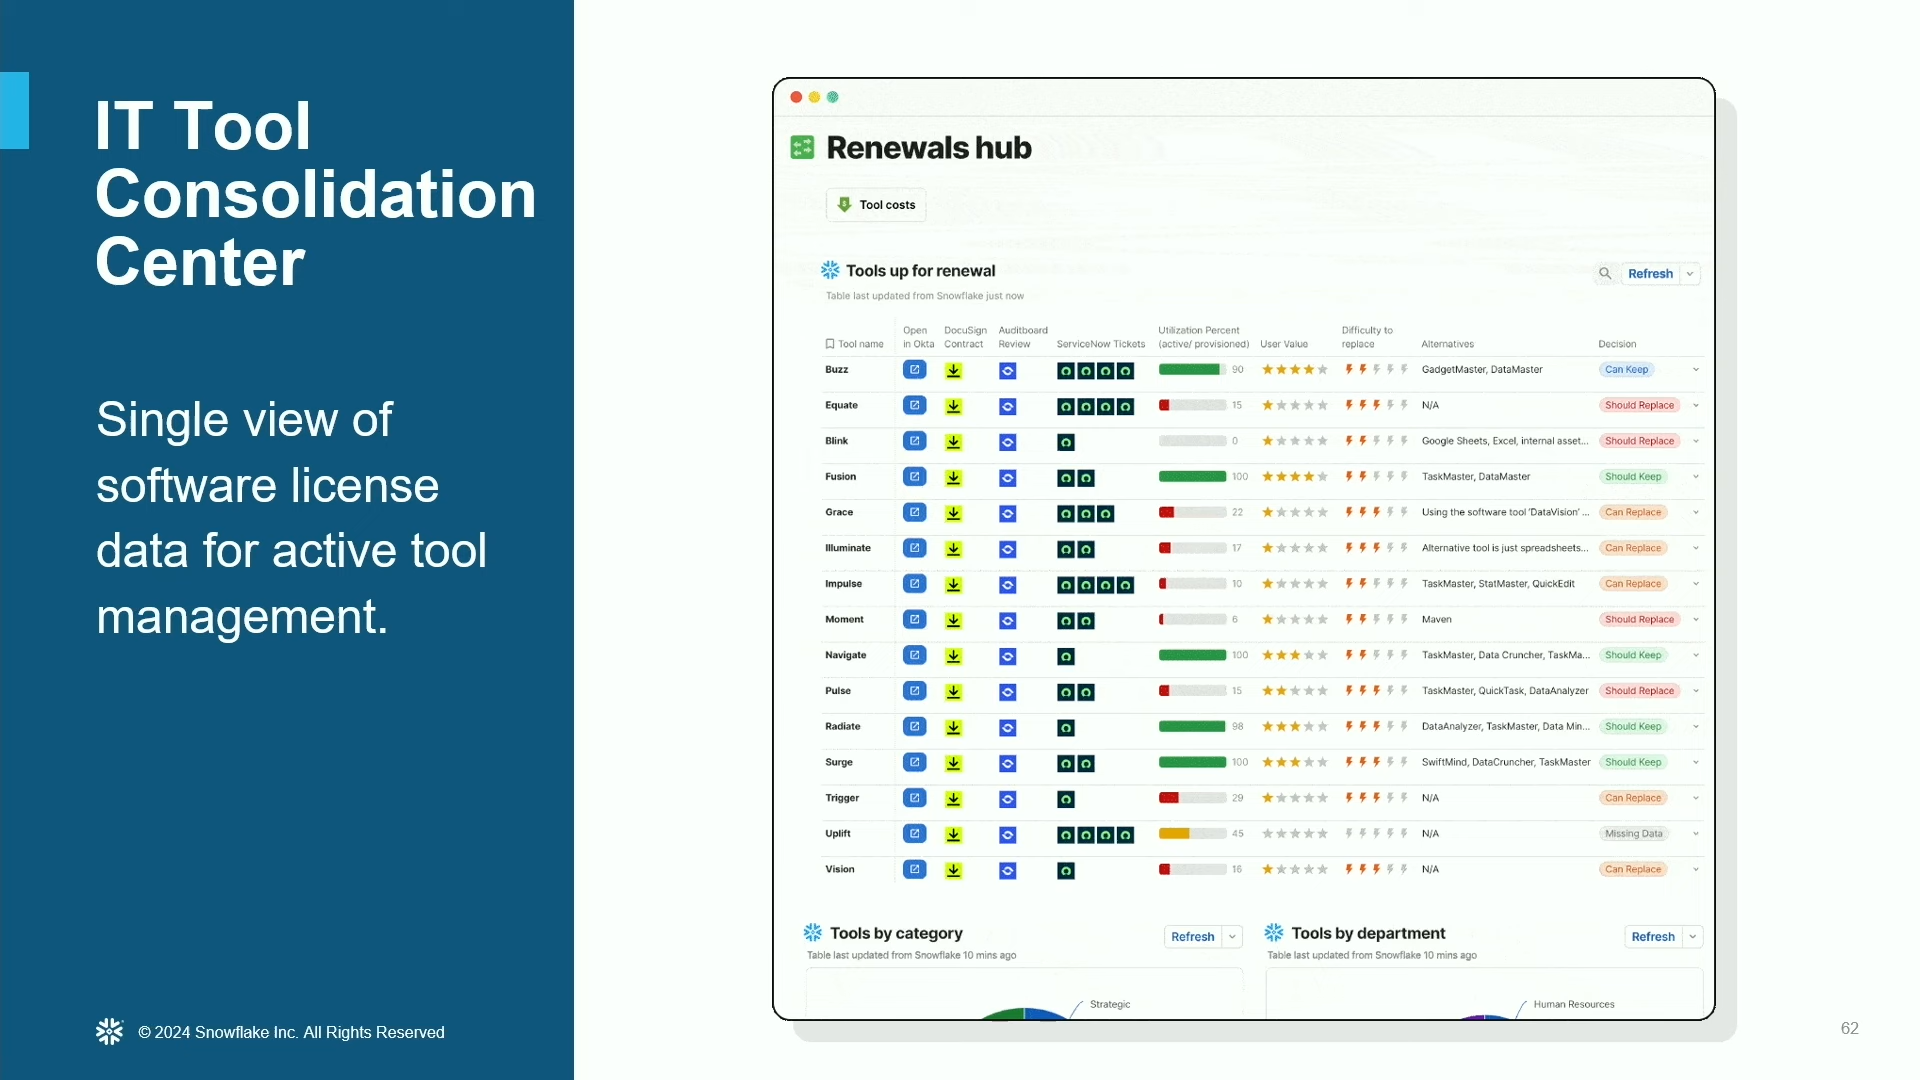 IT Tool
Consolidation
Center
Single view of
software license
data for active tool
management.
© 2024 Snowflake Inc. All Rights Reserved
Renewals hub
Tool costs
Tools up for renewal
Refresh
Table last updated from Snowflake just now
Tool name
Open
in Okta
DocuSign
Contract
Auditboard
Review
ServiceNow Tickets
Utilization Percent
(active/ provisioned)
User Value
Difficulty to
replace
Alternatives
Decision
Buzz 90 GadgetMaster, DataMaster Can Keep
Equate 15 N/A Should Replace
Blink 0 Google Sheets, Excel, internal asset... Should Replace
Fusion 100 TaskMaster, DataMaster Should Keep
Grace 22 Using the software tool 'DataVision' ... Can Replace
Illuminate 17 Alternative tool is just spreadsheets... Can Replace
Impulse 10 TaskMaster, StatMaster, QuickEdit Can Replace
Moment 6 Maven Should Replace
Navigate 100 TaskMaster, Data Cruncher, TaskMa... Should Keep
Pulse 15 TaskMaster, QuickTask, DataAnalyzer Should Replace
Radiate 98 DataAnalyzer, TaskMaster, Data Min... Should Keep
Surge 100 SwiftMind, DataCruncher, TaskMaster Should Keep
Trigger 29 N/A Can Replace
Uplift 45 N/A Missing Data
Vision 16 N/A Can Replace
Tools by category
Refresh
Table last updated from Snowflake 10 mins ago
Strategic
Tools by department
Refresh
Table last updated from Snowflake 10 mins ago
Human Resources
62